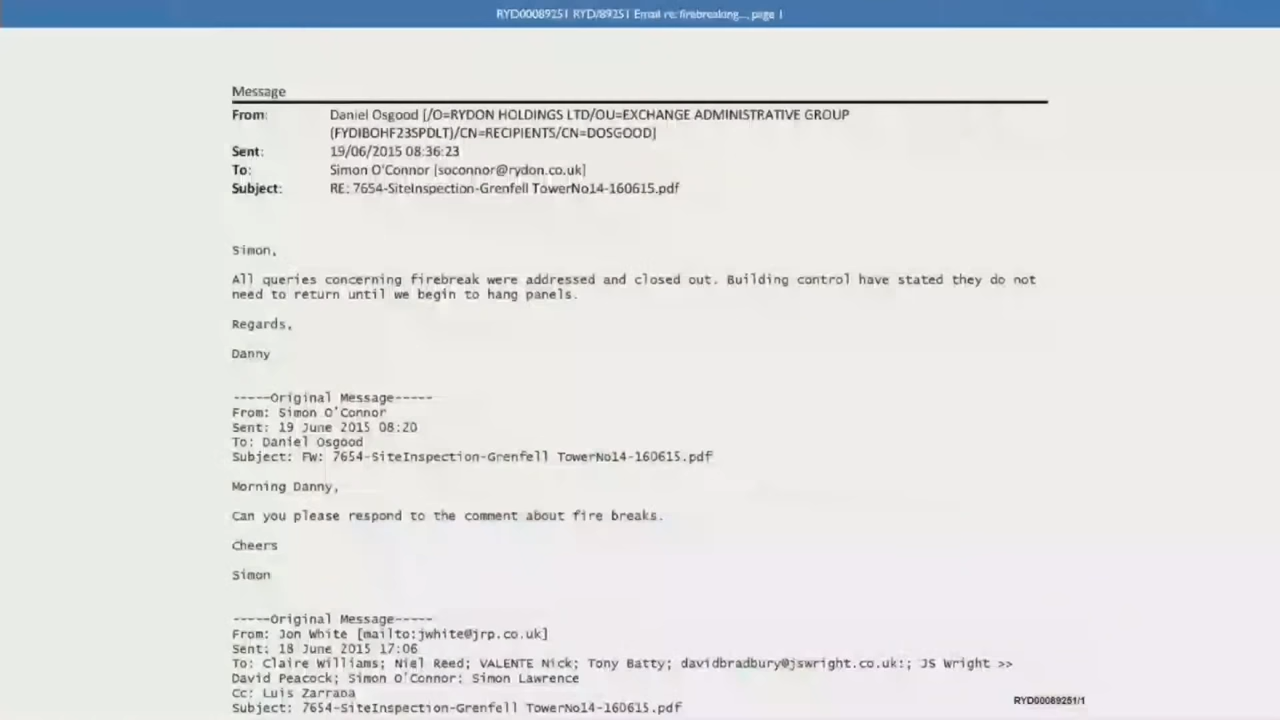 RYD00089251 RYD/89251 Email re: firebreaking... page 1
Message
From: Daniel Osgood [/O=RYDON HOLDINGS LTD/OU=EXCHANGE ADMINISTRATIVE GROUP
(FYDIBOHF23SPDLT)/CN=RECIPIENTS/CN=DOSGOOD]
Sent: 19/06/2015 08:36:23
To: Simon O'Connor [soconnor@rydon.co.uk]
Subject: RE: 7654-SiteInspection-Grenfell TowerNo14-160615.pdf
Simon,
All queries concerning firebreak were addressed and closed out. Building control have stated they do not
need to return until we begin to hang panels.
Regards,
Danny
-----Original Message-----
From: Simon O'Connor
Sent: 19 June 2015 08:20
To: Daniel Osgood
Subject: FW: 7654-SiteInspection-Grenfell TowerNo14-160615.pdf
Morning Danny,
Can you please respond to the comment about fire breaks.
Cheers
Simon
-----Original Message-----
From: Jon White [mailto:jwhite@jrp.co.uk]
Sent: 18 June 2015 17:06
To: Claire Williams; Niel Reed; VALENTE Nick; Tony Batty; davidbradbury@jswright.co.uk:; JS Wright >>
David Peacock; Simon O'Connor: Simon Lawrence
Cc: Luis Zarraoa
Subject: 7654-SiteInspection-Grenfell TowerNo14-160615.pdf
RYD00089251/1